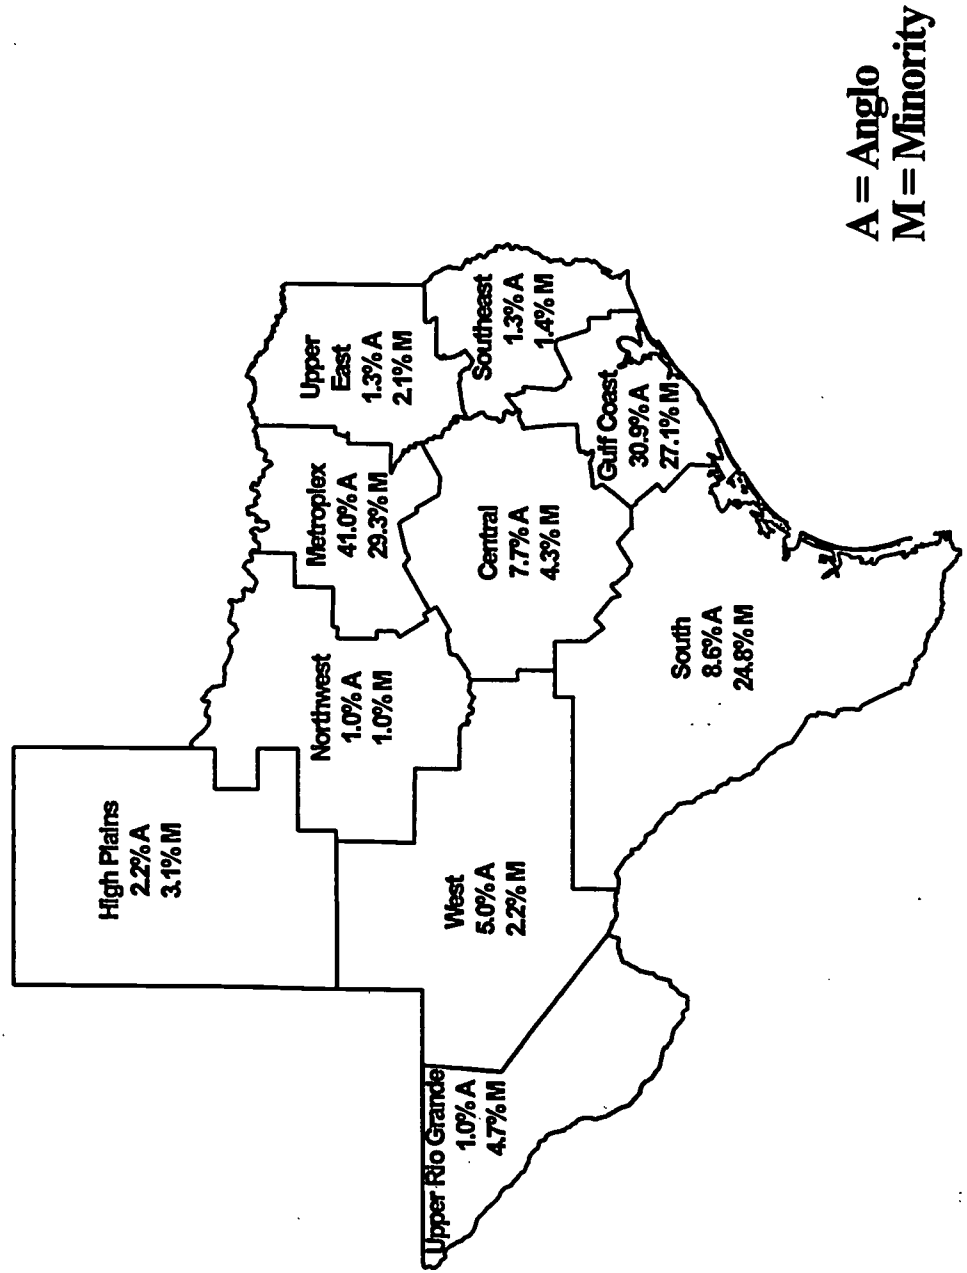 High Plains
2.2% A
3.1% M
Northwest
1.0% A
1.0% M
Metroplex
41.0% A
29.3% M
Upper
East
1.3% A
2.1% M
Upper Rio Grande
1.0% A
4.7% M
West
5.0% A
2.2% M
Central
7.7% A
4.3% M
Southeast
1.3% A
1.4% M
Gulf Coast
30.9% A
27.1% M
South
8.6% A
24.8% M
A = Anglo
M = Minority